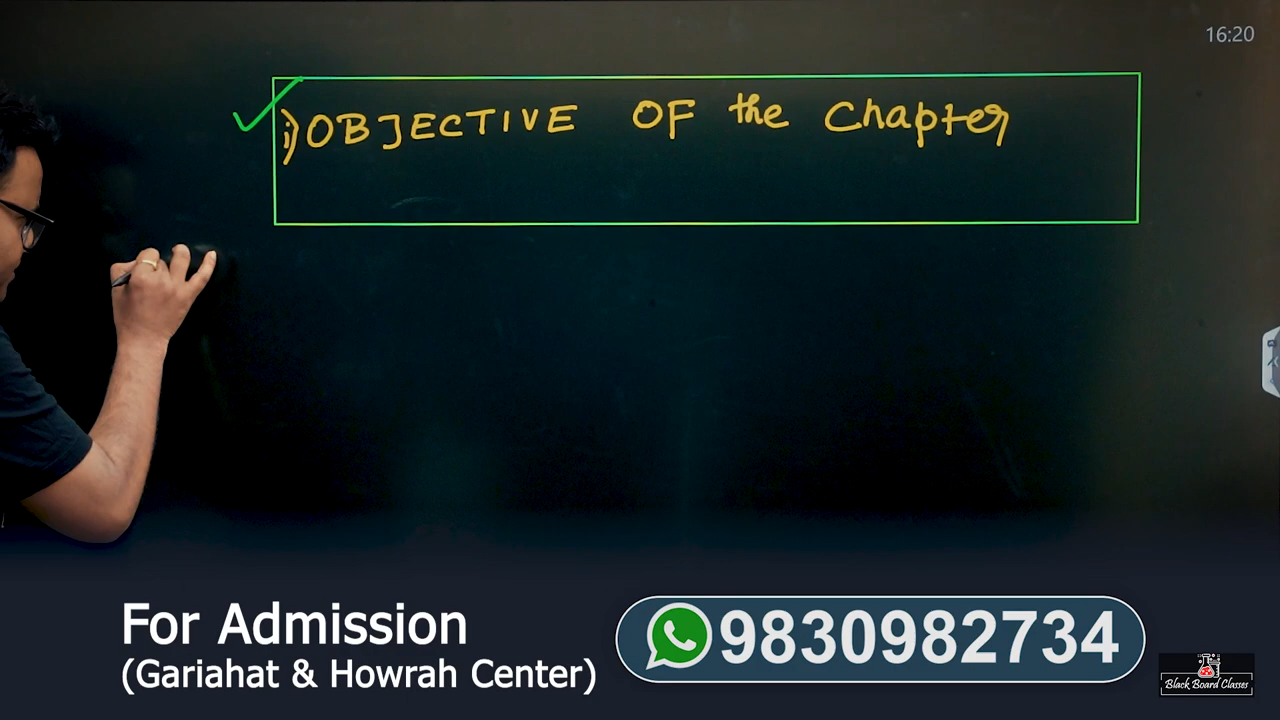 16:20
i) OBJECTIVE OF the Chapter
For Admission
(Gariahat & Howrah Center)
9830982734
Black Board Classes